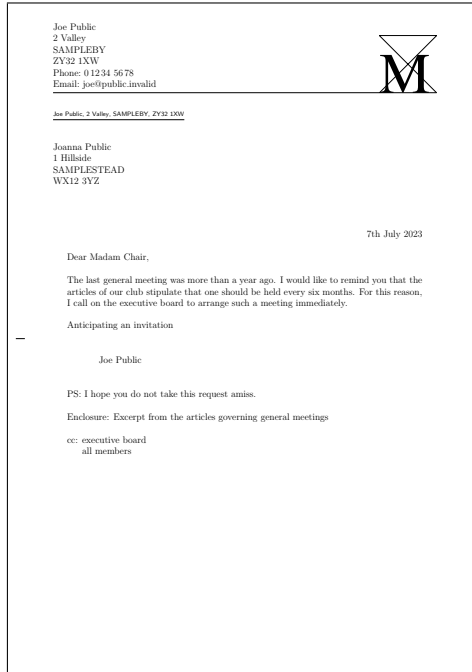 Joe Public
2 Valley
SAMPLEBY
ZY32 1XW
Phone: 01234 5678
Email: joe@public.invalid
M
Joe Public, 2 Valley, SAMPLEBY, ZY32 1XW
Joanna Public
1 Hillside
SAMPLESTEAD
WX12 3YZ
7th July 2023
Dear Madam Chair,
The last general meeting was more than a year ago. I would like to remind you that the
articles of our club stipulate that one should be held every six months. For this reason,
I call on the executive board to arrange such a meeting immediately.
Anticipating an invitation
Joe Public
PS: I hope you do not take this request amiss.
Enclosure: Excerpt from the articles governing general meetings
cc: executive board
all members